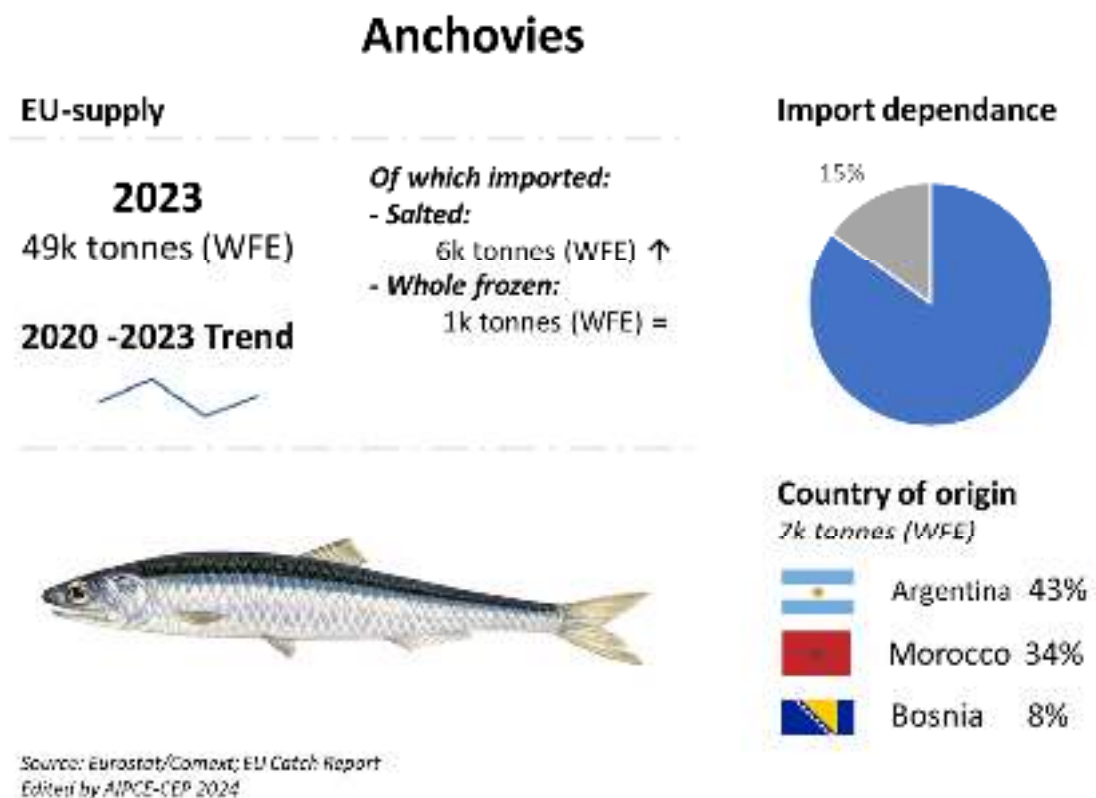 Anchovies
EU-supply
2023
49k tonnes (WFE)
2020 -2023 Trend
Of which imported:
- Salted:
6k tonnes (WFE) ↑
- Whole frozen:
1k tonnes (WFE) =
Import dependance
15%
Country of origin
7k tonnes (WFE)
Argentina 43%
Morocco 34%
Bosnia 8%
Source: Eurostat/Comext; EU Catch Report
Edited by AIPCE-CEP 2024